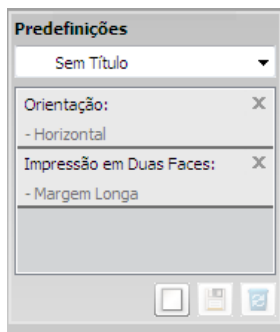 Predefinições
Sem Título
Orientação:
- Horizontal
Impressão em Duas Faces:
- Margem Longa